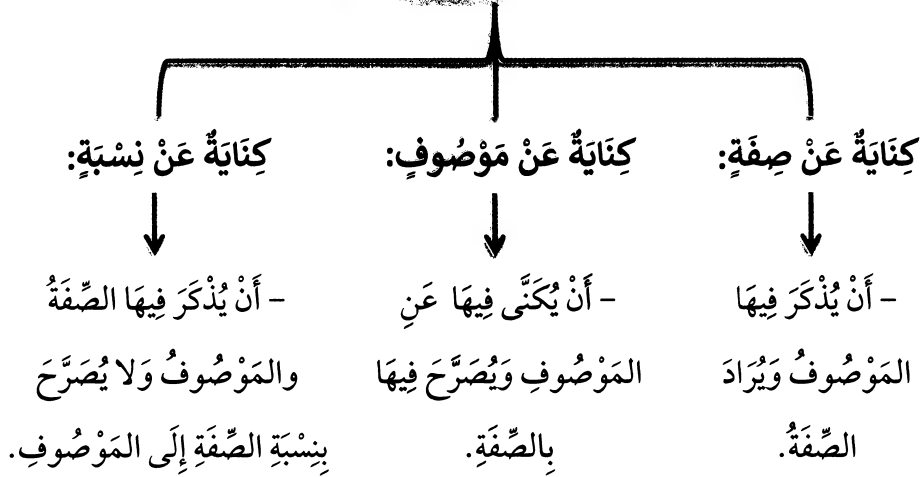 كِنَايَةٌ عَنْ صِفَةٍ:
– أَنْ يُذْكَرَ فِيهَا
المَوْصُوفُ وَيُرَادَ
الصِّفَةُ.
كِنَايَةٌ عَنْ مَوْصُوفٍ:
– أَنْ يُكَنَّى فِيهَا عَنِ
المَوْصُوفِ وَيُصَرَّحَ فِيهَا
بِالصِّفَةِ.
كِنَايَةٌ عَنْ نِسْبَةٍ:
– أَنْ يُذْكَرَ فِيهَا الصِّفَةُ
والمَوْصُوفُ وَلا يُصَرَّحَ
بِنِسْبَةِ الصِّفَةِ إِلَى المَوْصُوفِ.